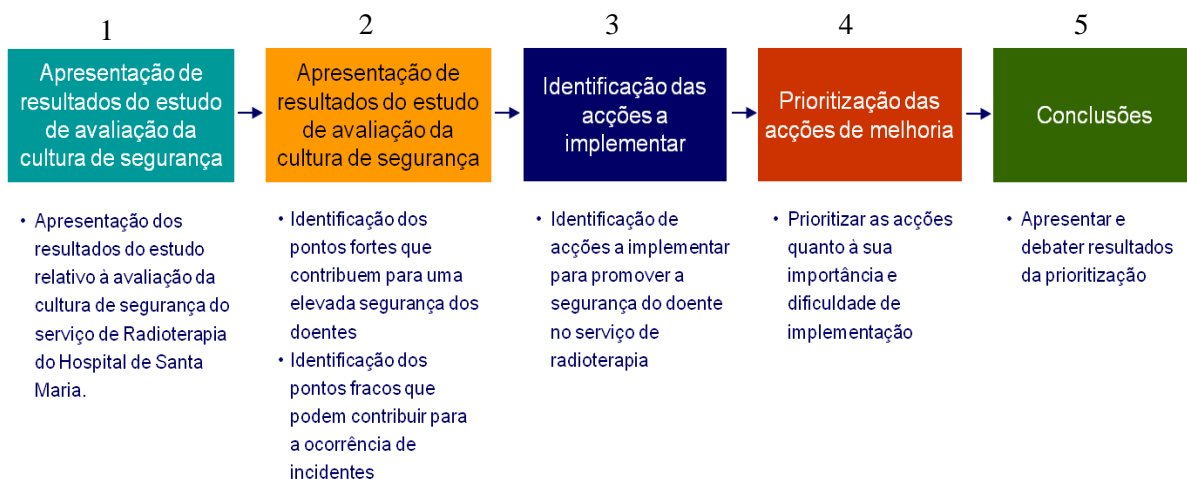 1
Apresentação de
resultados do estudo
de avaliação da
cultura de segurança
• Apresentação dos
resultados do estudo
relativo à avaliação da
cultura de segurança do
serviço de Radioterapia
do Hospital de Santa
Maria.
2
Apresentação de
resultados do estudo
de avaliação da
cultura de segurança
• Identificação dos
pontos fortes que
contribuem para uma
elevada segurança dos
doentes
• Identificação dos
pontos fracos que
podem contribuir para
a ocorrência de
incidentes
3
Identificação das
acções a
implementar
• Identificação de
acções a implementar
para promover a
segurança do doente
no serviço de
radioterapia
4
Prioritização das
acções de melhoria
• Prioritizar as acções
quanto à sua
importância e
dificuldade de
implementação
5
Conclusões
• Apresentar e
debater resultados
da prioritização